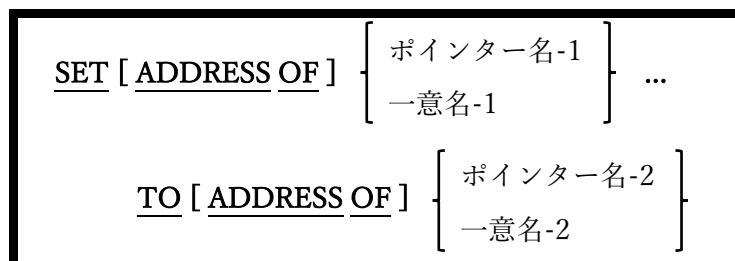 SET [ ADDRESS OF ] { ポインター名-1
一意名-1 } ...
TO [ ADDRESS OF ] { ポインター名-2
一意名-2 }